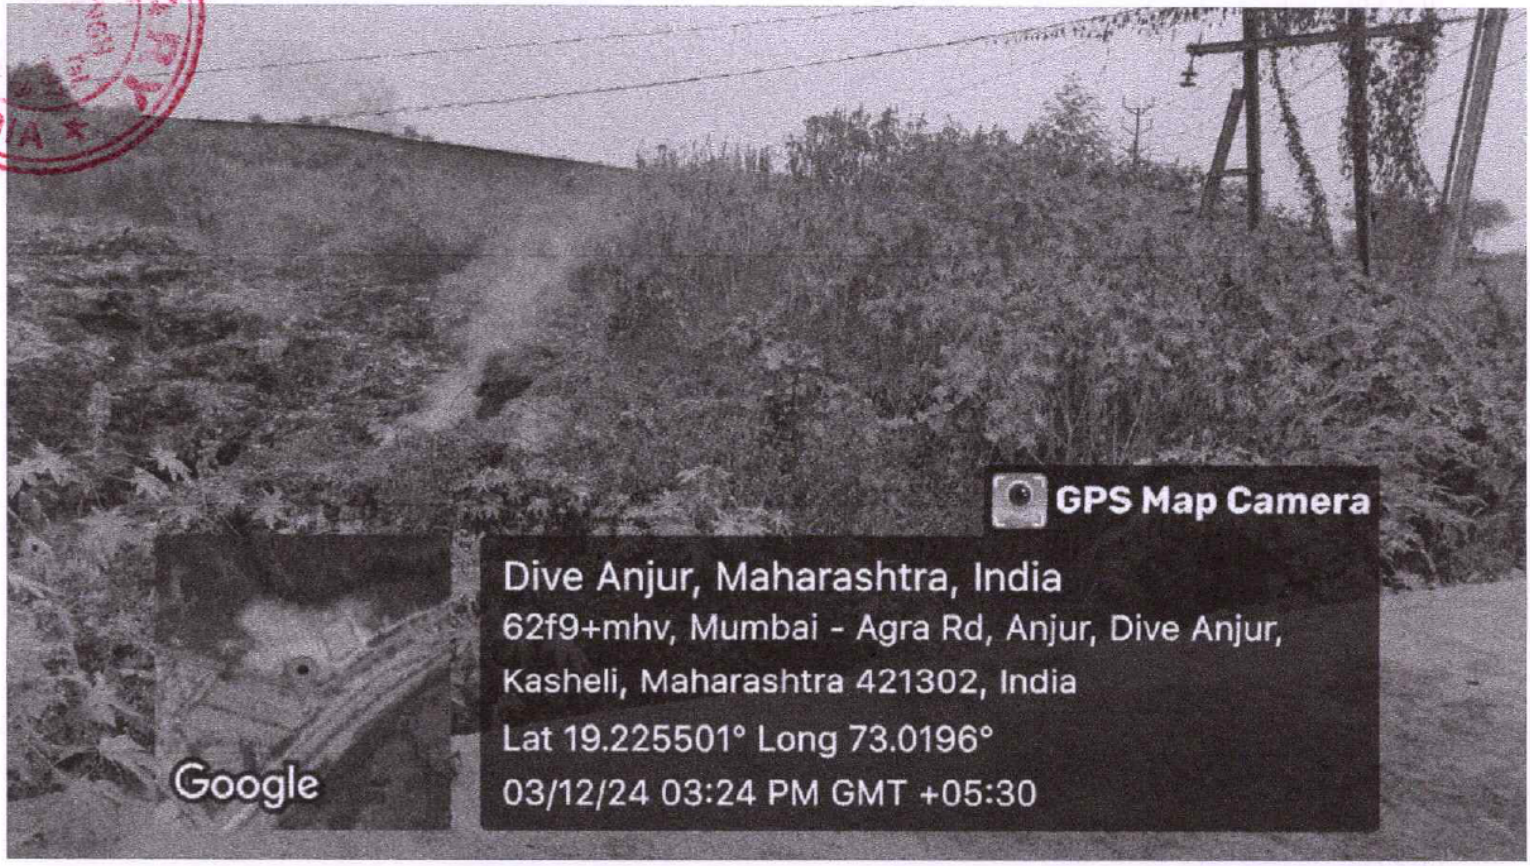 GPS Map Camera
Dive Anjur, Maharashtra, India
62f9+mhv, Mumbai - Agra Rd, Anjur, Dive Anjur,
Kasheli, Maharashtra 421302, India
Lat 19.225501° Long 73.0196°
03/12/24 03:24 PM GMT +05:30
Google